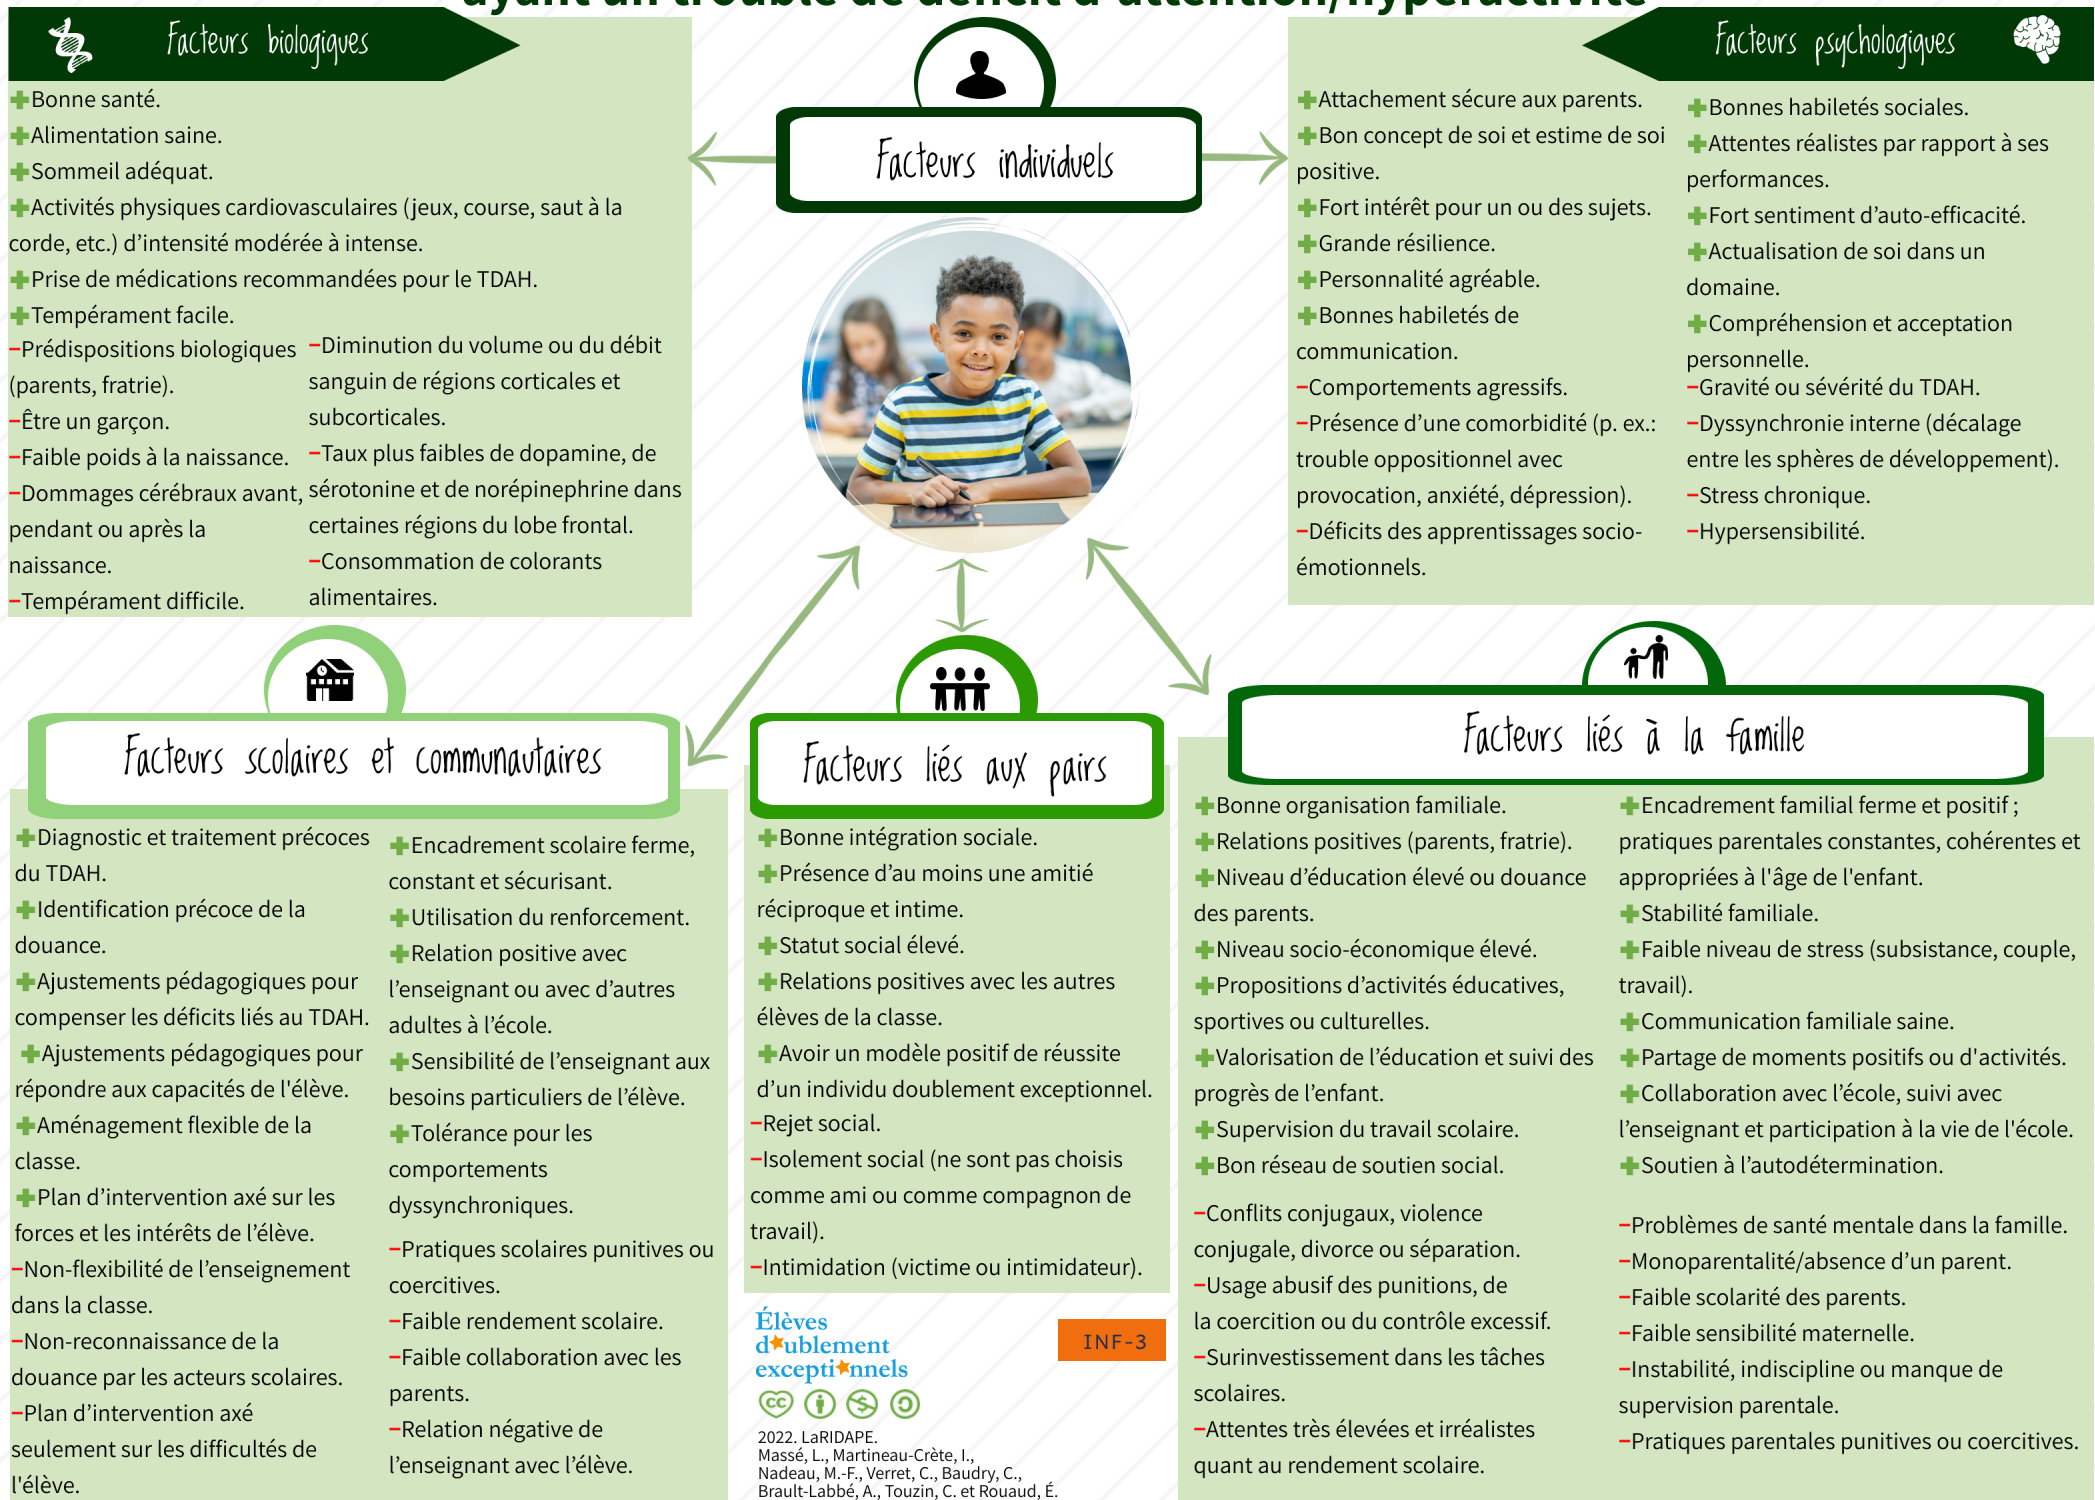 ayant un trouble de déficit d'attention/hyperactivité
Facteurs biologiques
+Bonne santé.
+Alimentation saine.
+Sommeil adéquat.
+Activités physiques cardiovasculaires (jeux, course, saut à la
corde, etc.) d’intensité modérée à intense.
+Prise de médications recommandées pour le TDAH.
+Tempérament facile.
−Prédispositions biologiques
(parents, fratrie).
−Être un garçon.
−Faible poids à la naissance.
−Dommages cérébraux avant,
pendant ou après la
naissance.
−Tempérament difficile.
−Diminution du volume ou du débit
sanguin de régions corticales et
subcorticales.
−Taux plus faibles de dopamine, de
sérotonine et de norépinephrine dans
certaines régions du lobe frontal.
−Consommation de colorants
alimentaires.
Facteurs individuels
Facteurs psychologiques
+Attachement sécure aux parents.
+Bon concept de soi et estime de soi
positive.
+Fort intérêt pour un ou des sujets.
+Grande résilience.
+Personnalité agréable.
+Bonnes habiletés de
communication.
−Comportements agressifs.
−Présence d’une comorbidité (p. ex.:
trouble oppositionnel avec
provocation, anxiété, dépression).
−Déficits des apprentissages socio-
émotionnels.
+Bonnes habiletés sociales.
+Attentes réalistes par rapport à ses
performances.
+Fort sentiment d’auto-efficacité.
+Actualisation de soi dans un
domaine.
+Compréhension et acceptation
personnelle.
−Gravité ou sévérité du TDAH.
−Dyssynchronie interne (décalage
entre les sphères de développement).
−Stress chronique.
−Hypersensibilité.
Facteurs scolaires et communautaires
+Diagnostic et traitement précoces
du TDAH.
+Identification précoce de la
douance.
+Ajustements pédagogiques pour
compenser les déficits liés au TDAH.
+Ajustements pédagogiques pour
répondre aux capacités de l'élève.
+Aménagement flexible de la
classe.
+Plan d’intervention axé sur les
forces et les intérêts de l’élève.
−Non-flexibilité de l’enseignement
dans la classe.
−Non-reconnaissance de la
douance par les acteurs scolaires.
−Plan d’intervention axé
seulement sur les difficultés de
l'élève.
+Encadrement scolaire ferme,
constant et sécurisant.
+Utilisation du renforcement.
+Relation positive avec
l’enseignant ou avec d’autres
adultes à l’école.
+Sensibilité de l’enseignant aux
besoins particuliers de l’élève.
+Tolérance pour les
comportements
dyssynchroniques.
−Pratiques scolaires punitives ou
coercitives.
−Faible rendement scolaire.
−Faible collaboration avec les
parents.
−Relation négative de
l’enseignant avec l’élève.
Facteurs liés aux pairs
+Bonne intégration sociale.
+Présence d’au moins une amitié
réciproque et intime.
+Statut social élevé.
+Relations positives avec les autres
élèves de la classe.
+Avoir un modèle positif de réussite
d’un individu doublement exceptionnel.
−Rejet social.
−Isolement social (ne sont pas choisis
comme ami ou comme compagnon de
travail).
−Intimidation (victime ou intimidateur).
Élèves
doublement
exceptionnels
INF-3
cc
2022. LaRIDAPE.
Massé, L., Martineau-Crète, I.,
Nadeau, M.-F., Verret, C., Baudry, C.,
Brault-Labbé, A., Touzin, C. et Rouaud, É.
Facteurs liés à la famille
+Bonne organisation familiale.
+Relations positives (parents, fratrie).
+Niveau d’éducation élevé ou douance
des parents.
+Niveau socio-économique élevé.
+Propositions d’activités éducatives,
sportives ou culturelles.
+Valorisation de l’éducation et suivi des
progrès de l’enfant.
+Supervision du travail scolaire.
+Bon réseau de soutien social.
−Conflits conjugaux, violence
conjugale, divorce ou séparation.
−Usage abusif des punitions, de
la coercition ou du contrôle excessif.
−Surinvestissement dans les tâches
scolaires.
−Attentes très élevées et irréalistes
quant au rendement scolaire.
+Encadrement familial ferme et positif ;
pratiques parentales constantes, cohérentes et
appropriées à l'âge de l'enfant.
+Stabilité familiale.
+Faible niveau de stress (subsistance, couple,
travail).
+Communication familiale saine.
+Partage de moments positifs ou d'activités.
+Collaboration avec l’école, suivi avec
l’enseignant et participation à la vie de l'école.
+Soutien à l’autodétermination.
−Problèmes de santé mentale dans la famille.
−Monoparentalité/absence d’un parent.
−Faible scolarité des parents.
−Faible sensibilité maternelle.
−Instabilité, indiscipline ou manque de
supervision parentale.
−Pratiques parentales punitives ou coercitives.